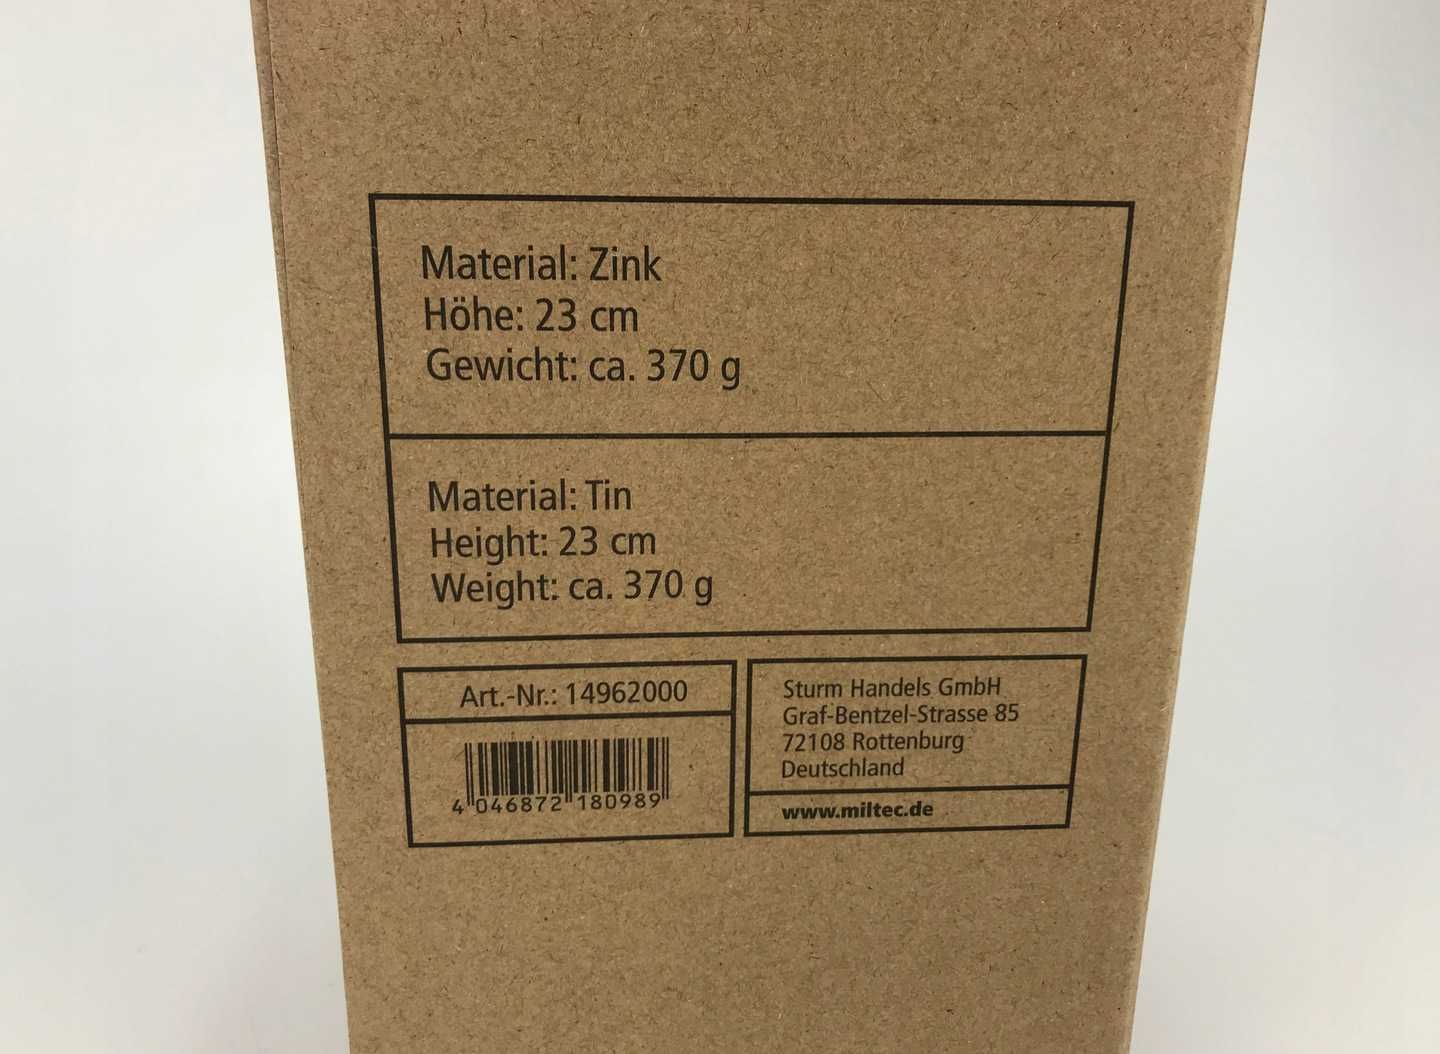 Material: Zink
Höhe: 23 cm
Gewicht: ca. 370 g
Material: Tin
Height: 23 cm
Weight: ca. 370 g
Art.-Nr.: 14962000
4 046872 180989
Sturm Handels GmbH
Graf-Bentzel-Strasse 85
72108 Rottenburg
Deutschland
www.miltec.de